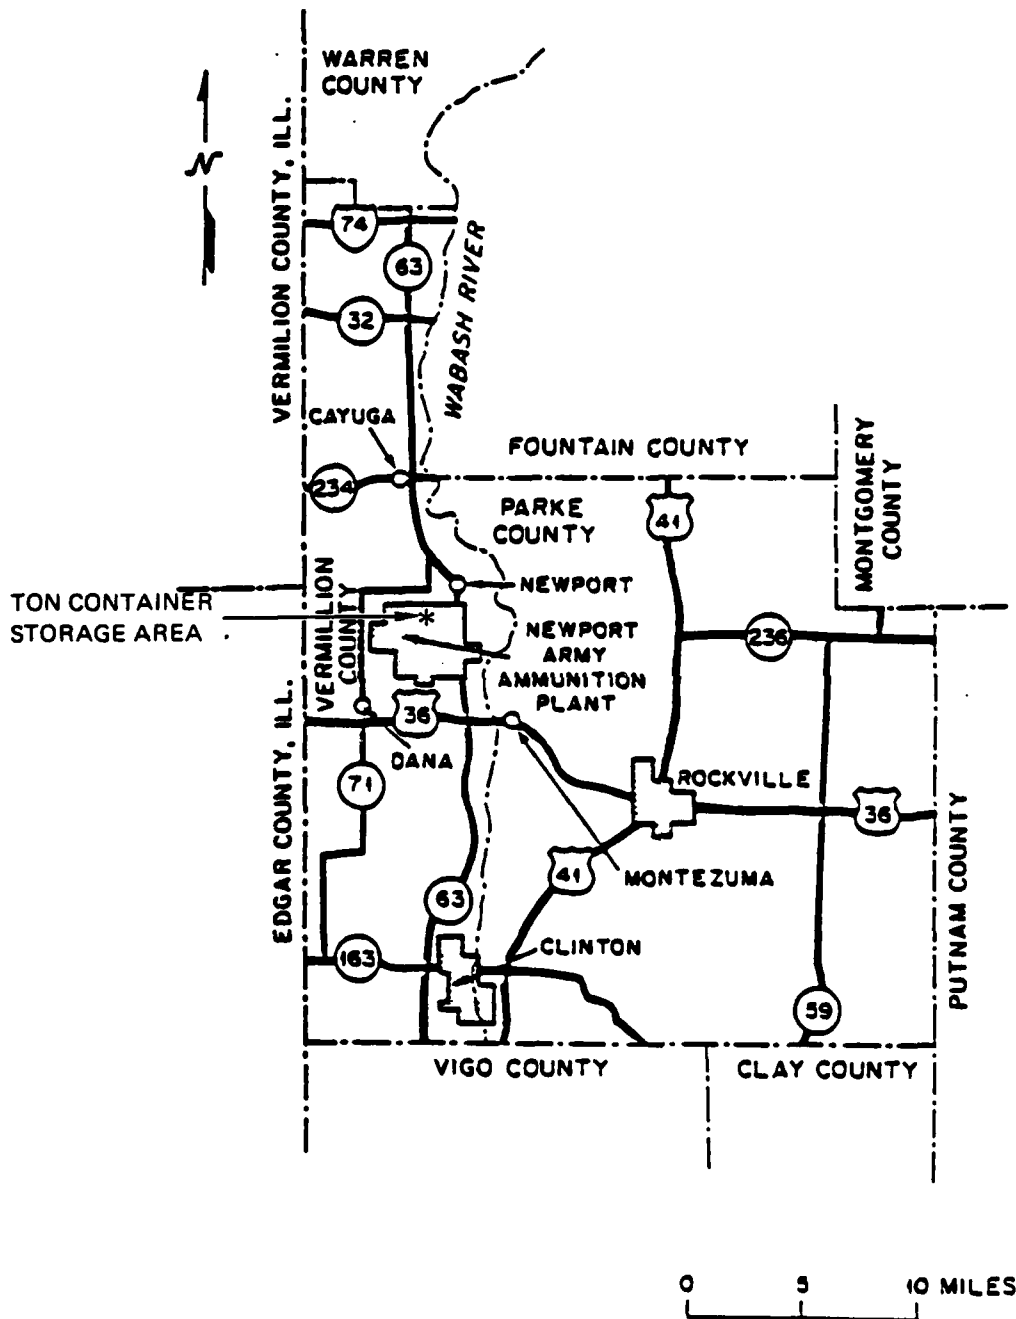 WARREN
COUNTY
N
VERMILION COUNTY, ILL.
74
63
WABASH RIVER
32
CAYUGA
FOUNTAIN COUNTY
MONTGOMERY
COUNTY
234
PARKE
COUNTY
41
NEWPORT
VERMILLION
COUNTY
TON CONTAINER
STORAGE AREA
*
NEWPORT
ARMY
AMMUNITION
PLANT
236
36
DANA
EDGAR COUNTY, ILL.
71
ROCKVILLE
36
41
MONTEZUMA
63
PUTNAM COUNTY
CLINTON
163
59
VIGO COUNTY
CLAY COUNTY
0 5 10 MILES